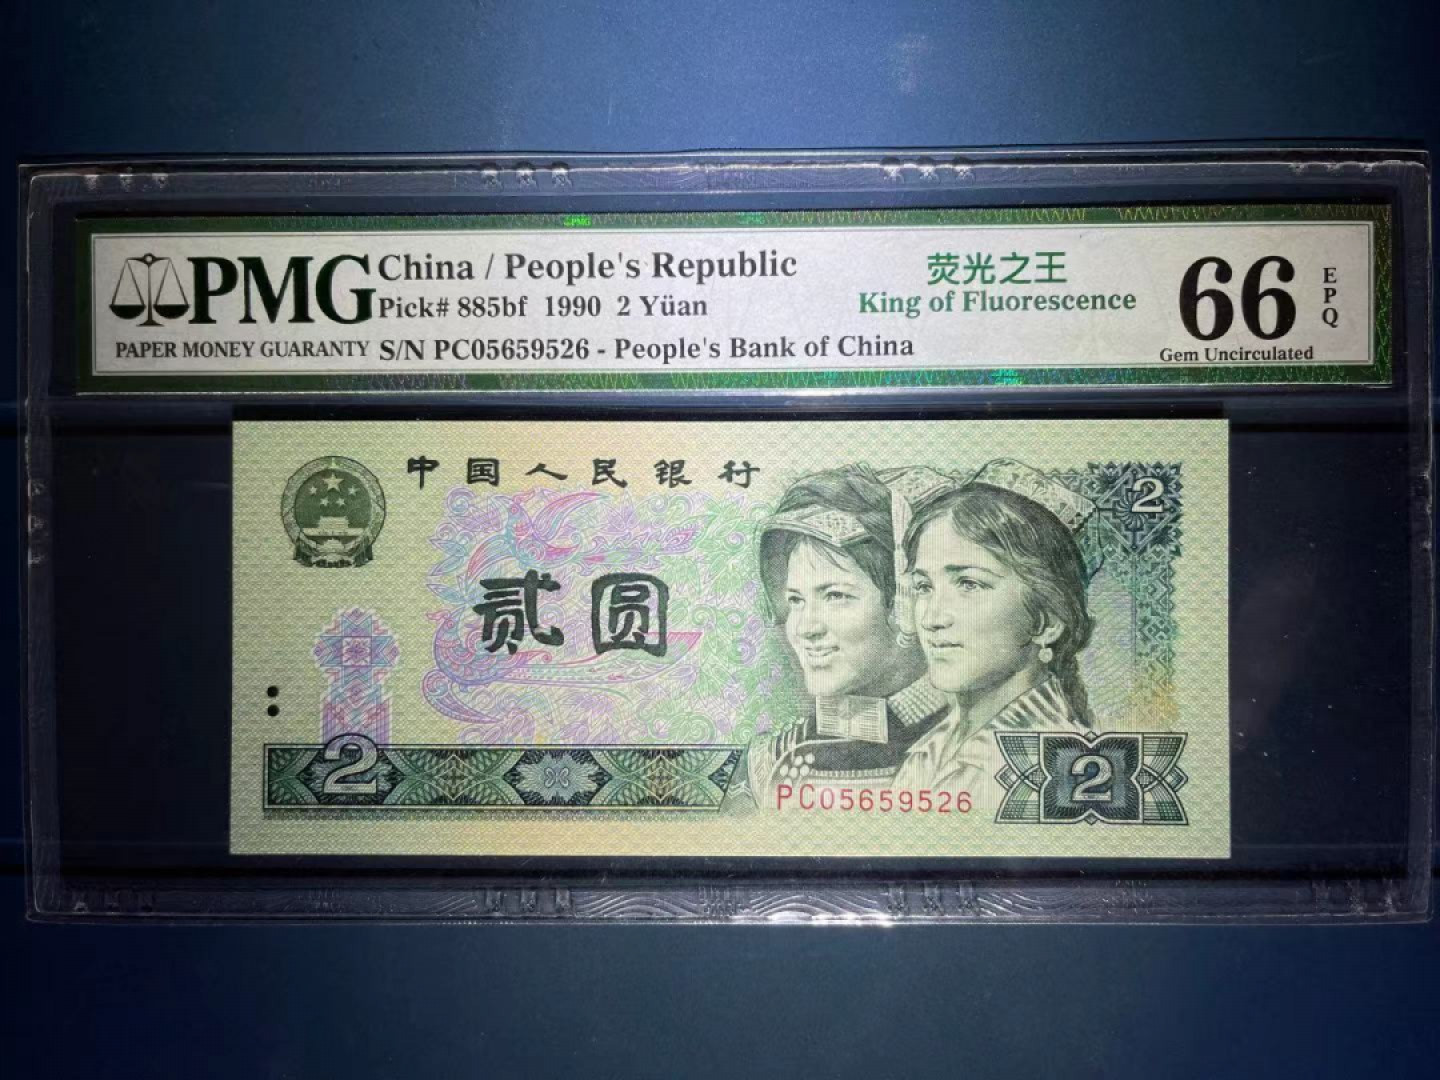 PMG
PAPER MONEY GUARANTY
China / People's Republic
Pick# 885bf 1990 2 Yüan
S/N PC05659526 - People's Bank of China
荧光之王
King of Fluorescence
66
EPQ
Gem Uncirculated
中国人民银行
2
贰圆
2
PC05659526
2